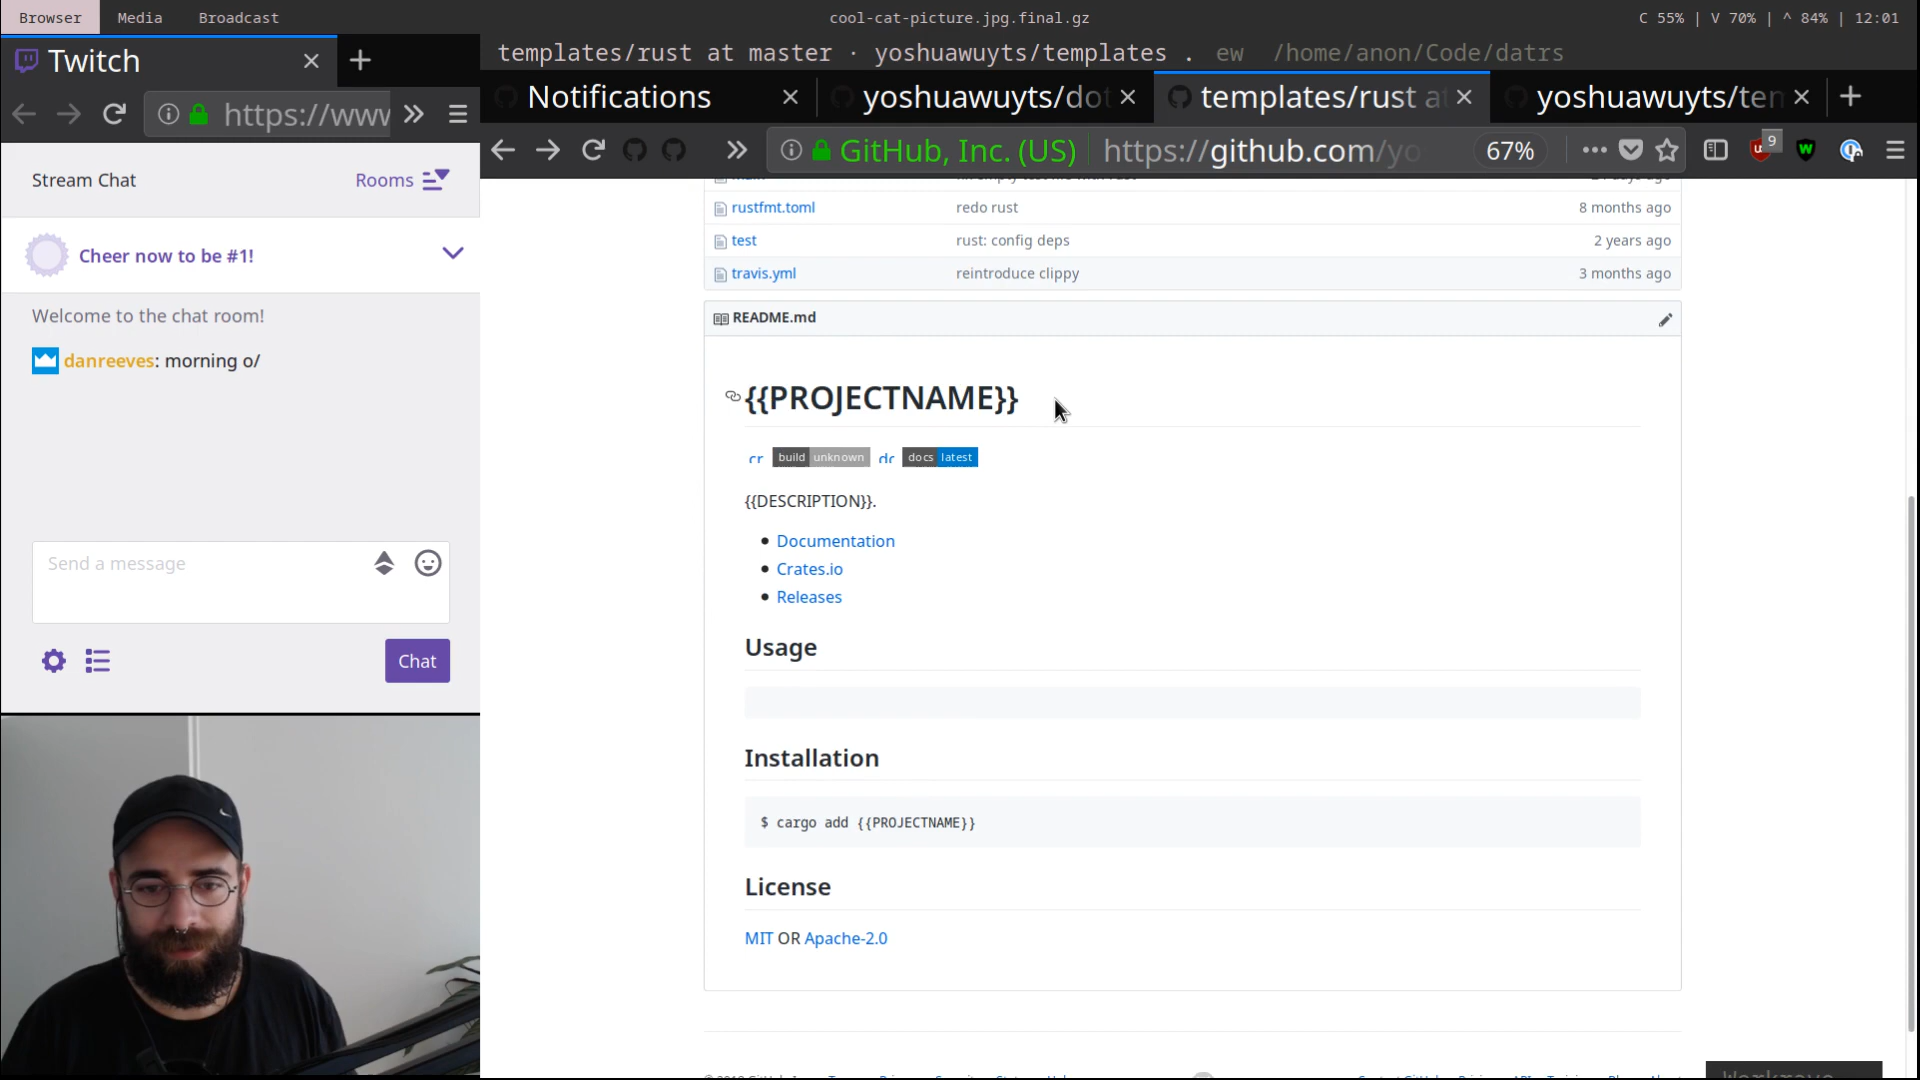 Browser Media Broadcast
cool-cat-picture.jpg.final.gz
C 55% | V 70% | ^ 84% | 12:01
Twitch
https://www
Stream Chat
Rooms
Cheer now to be #1!
Welcome to the chat room!
danreeves: morning o/
Send a message
Chat
templates/rust at master · yoshuawuyts/templates . ew /home/anon/Code/datrs
Notifications
yoshuawuyts/dot
templates/rust at
yoshuawuyts/tem
GitHub, Inc. (US)
https://github.com/yo
67%
9
rustfmt.toml redo rust 8 months ago
test rust: config deps 2 years ago
travis.yml reintroduce clippy 3 months ago
README.md
{{PROJECTNAME}}
cr build unknown dc docs latest
{{DESCRIPTION}}.
Documentation
Crates.io
Releases
Usage
Installation
$ cargo add {{PROJECTNAME}}
License
MIT OR Apache-2.0